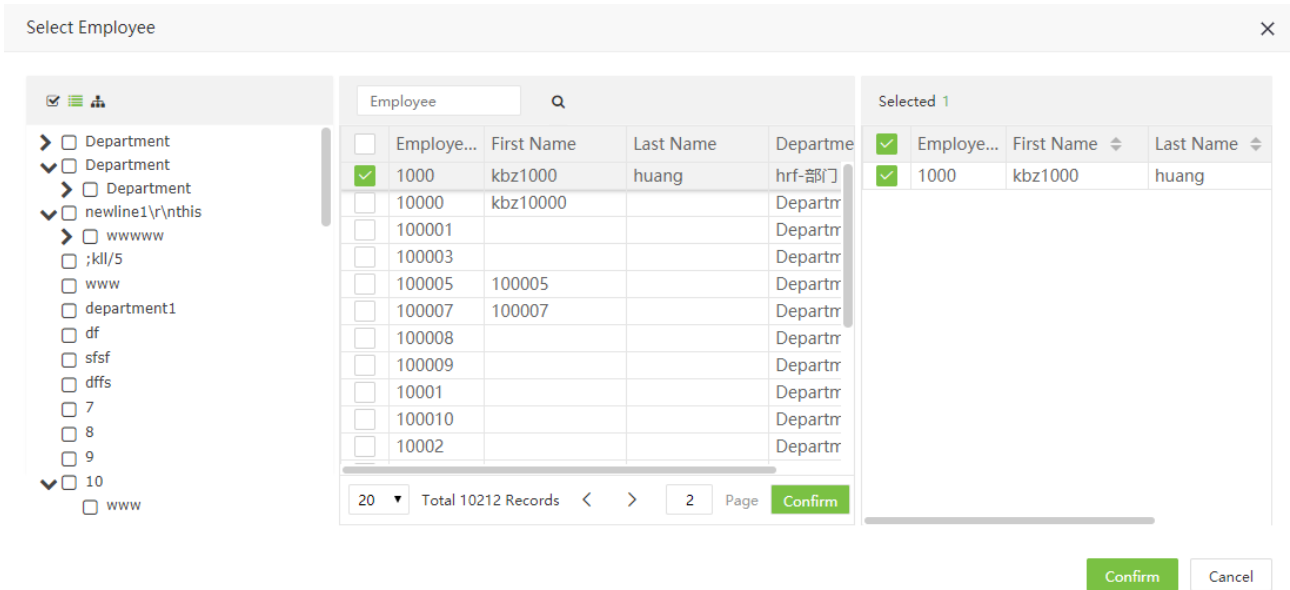 Select Employee
Department
Department
Department
newline1\r\nthis
wwwww
;kll/5
www
department1
df
sfsf
dffs
7
8
9
10
www
Employee
Employe... First Name Last Name Departme
1000 kbz1000 huang hrf-部门
10000 kbz10000 Departm
100001 Departm
100003 Departm
100005 100005 Departm
100007 100007 Departm
100008 Departm
100009 Departm
10001 Departm
100010 Departm
10002 Departm
20 Total 10212 Records 2 Page Confirm
Selected 1
Employe... First Name Last Name
1000 kbz1000 huang
Confirm Cancel